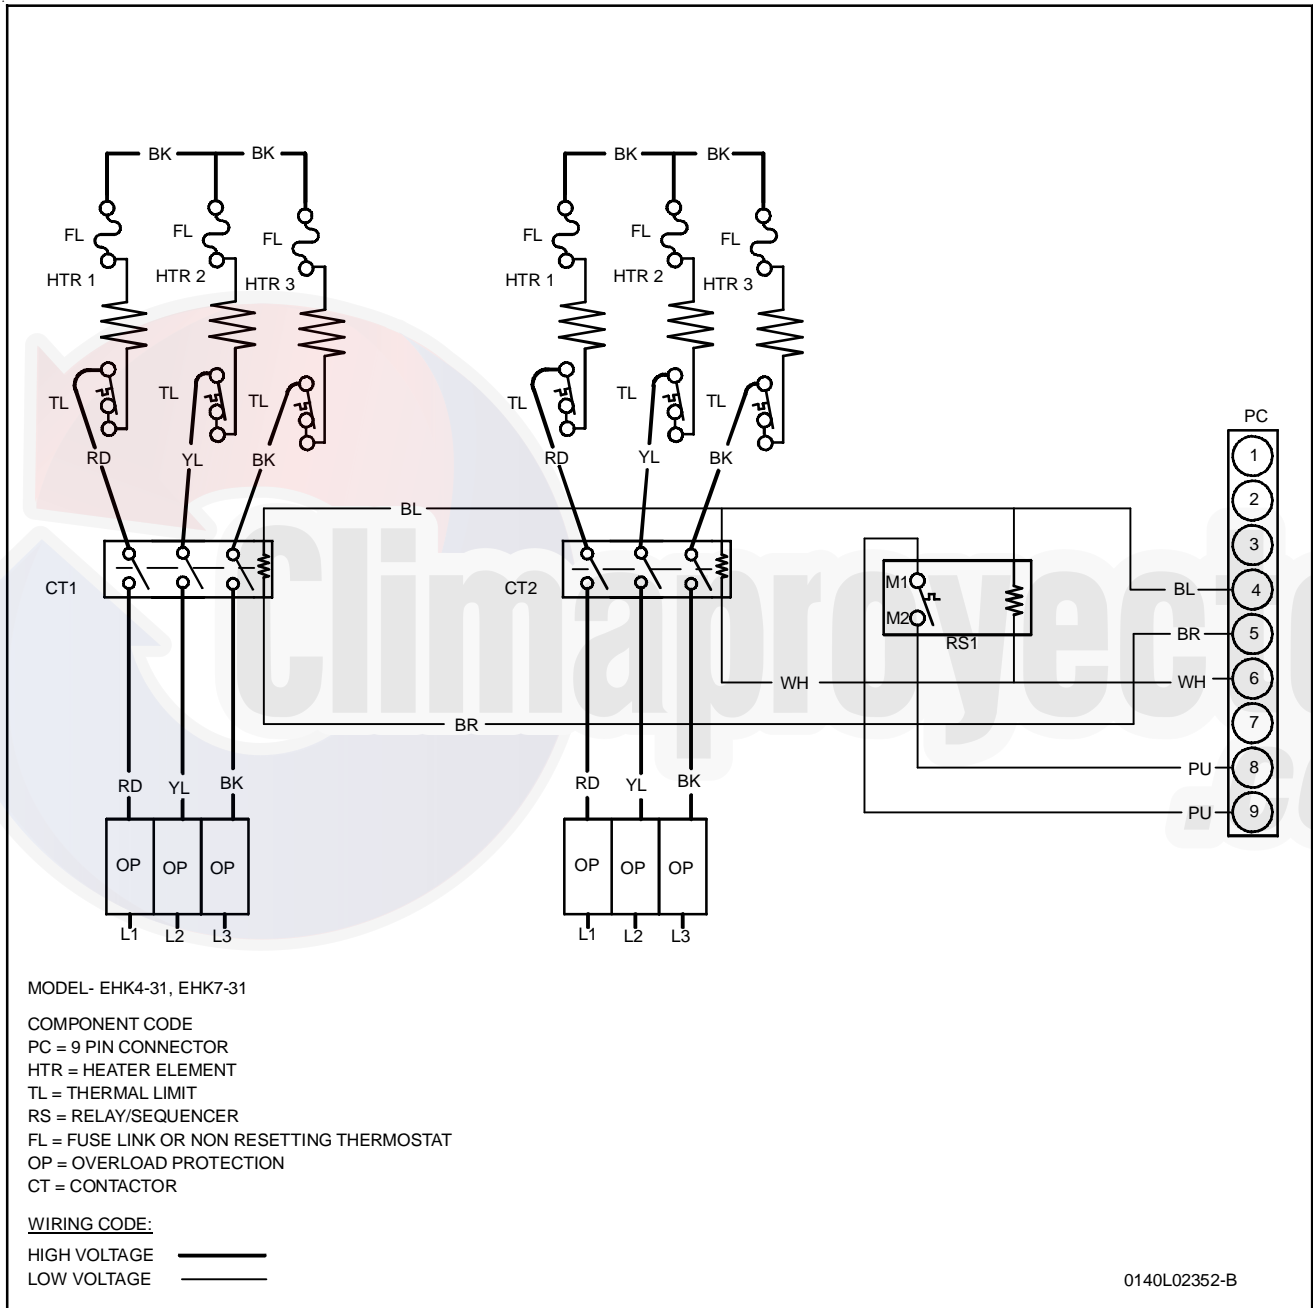 BK BK BK BK
FL FL FL FL FL FL
HTR 1 HTR 2 HTR 3 HTR 1 HTR 2 HTR 3
TL TL TL TL TL TL
PC
RD YL BK RD YL BK
1
2
BL
3
CT1 CT2 M1 BL 4
M2 BR 5
RS1
WH WH 6
BR 7
PU 8
RD YL BK RD YL BK
PU 9
OP OP OP OP OP OP
L1 L2 L3 L1 L2 L3
Climaproyecto
.co
MODEL- EHK4-31, EHK7-31
COMPONENT CODE
PC = 9 PIN CONNECTOR
HTR = HEATER ELEMENT
TL = THERMAL LIMIT
RS = RELAY/SEQUENCER
FL = FUSE LINK OR NON RESETTING THERMOSTAT
OP = OVERLOAD PROTECTION
CT = CONTACTOR
WIRING CODE:
HIGH VOLTAGE
LOW VOLTAGE
0140L02352-B